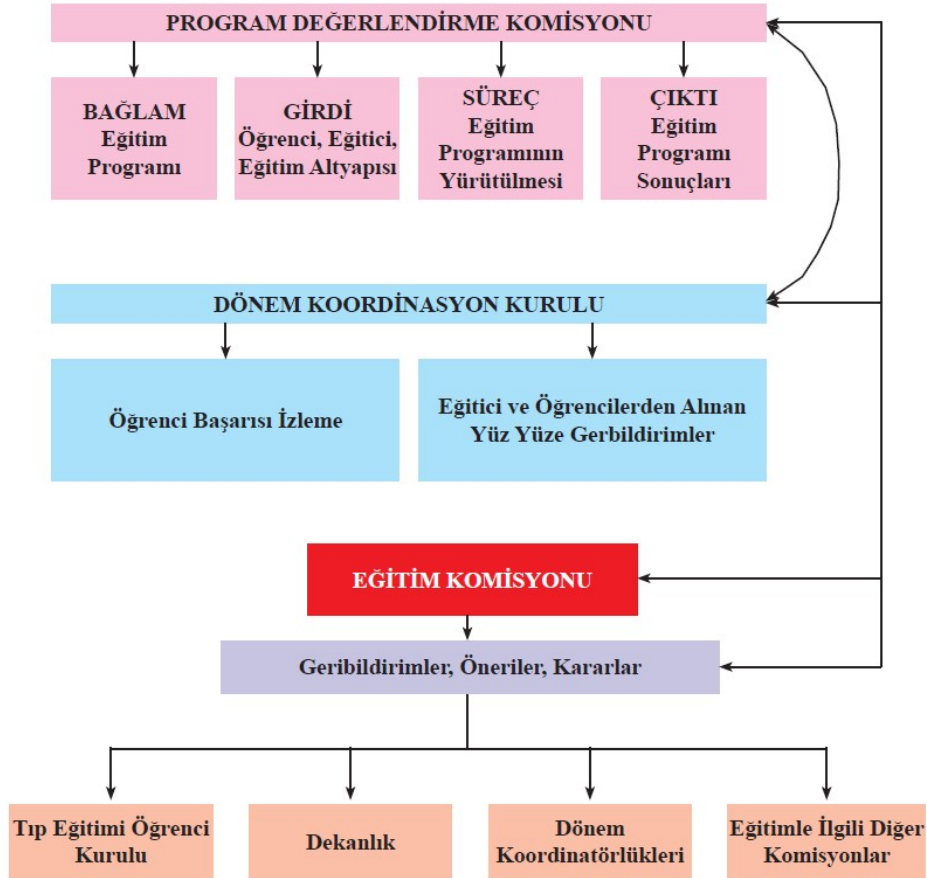 PROGRAM DEĞERLENDİRME KOMİSYONU
BAĞLAM
Eğitim
Programı
GİRDİ
Öğrenci, Eğitici,
Eğitim Altyapısı
SÜREÇ
Eğitim
Programının
Yürütülmesi
ÇIKTI
Eğitim
Programı
Sonuçları
DÖNEM KOORDİNASYON KURULU
Öğrenci Başarısı İzleme
Eğitici ve Öğrencilerden Alınan
Yüz Yüze Gerbildirimler
EĞİTİM KOMİSYONU
Geribildirimler, Öneriler, Kararlar
Tıp Eğitimi Öğrenci
Kurulu
Dekanlık
Dönem
Koordinatörlükleri
Eğitimle İlgili Diğer
Komisyonlar